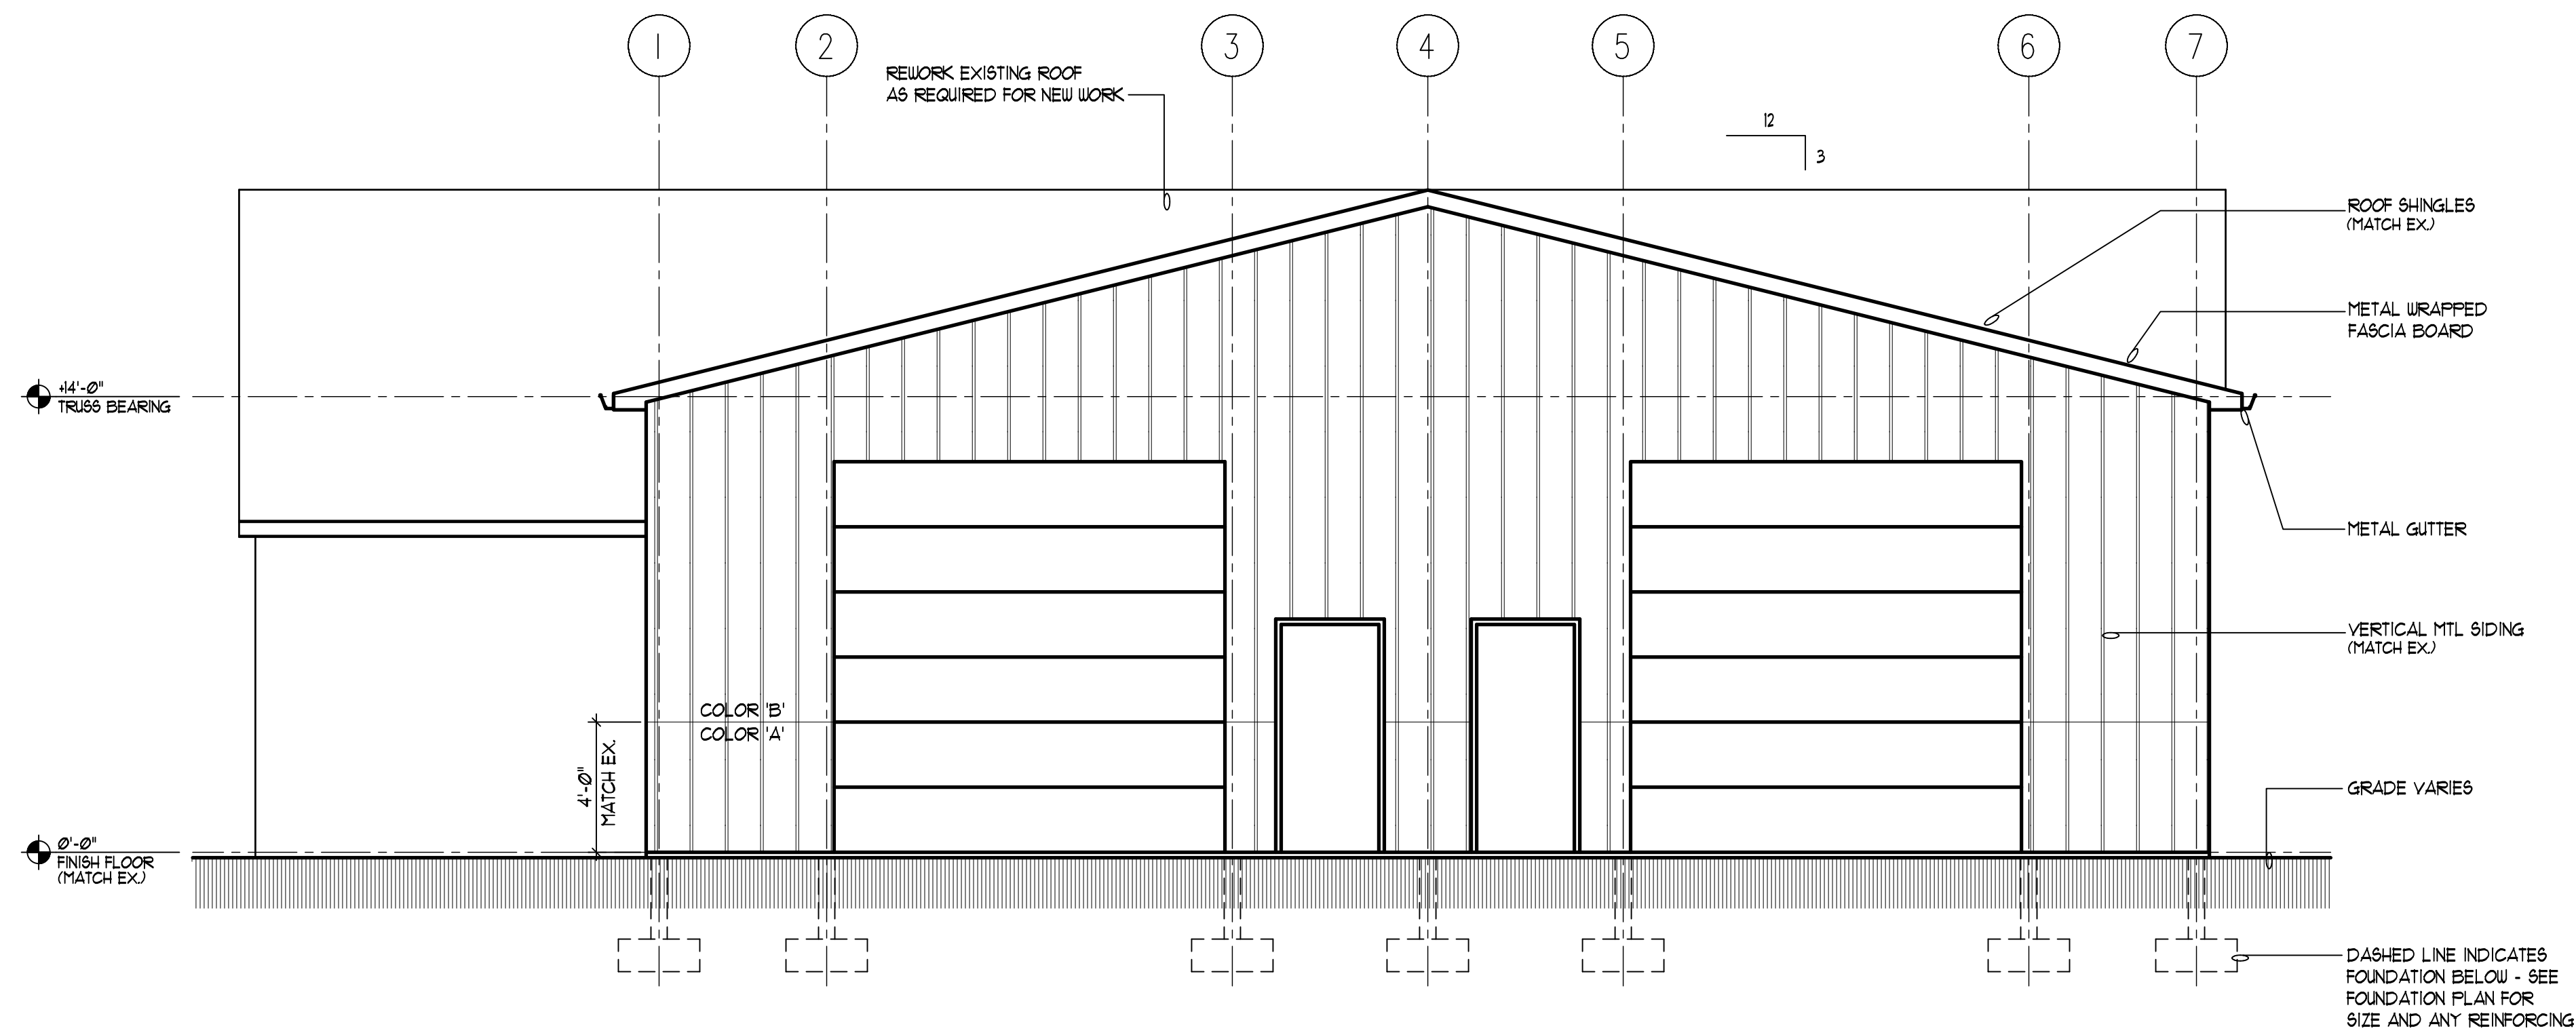 1 2 3 4 5 6 7
REWORK EXISTING ROOF
AS REQUIRED FOR NEW WORK
12
3
ROOF SHINGLES
(MATCH EX.)
METAL WRAPPED
FASCIA BOARD
+14'-0"
TRUSS BEARING
METAL GUTTER
VERTICAL MTL SIDING
(MATCH EX.)
COLOR 'B'
COLOR 'A'
4'-0"
MATCH EX.
GRADE VARIES
0'-0"
FINISH FLOOR
(MATCH EX.)
DASHED LINE INDICATES
FOUNDATION BELOW - SEE
FOUNDATION PLAN FOR
SIZE AND ANY REINFORCING